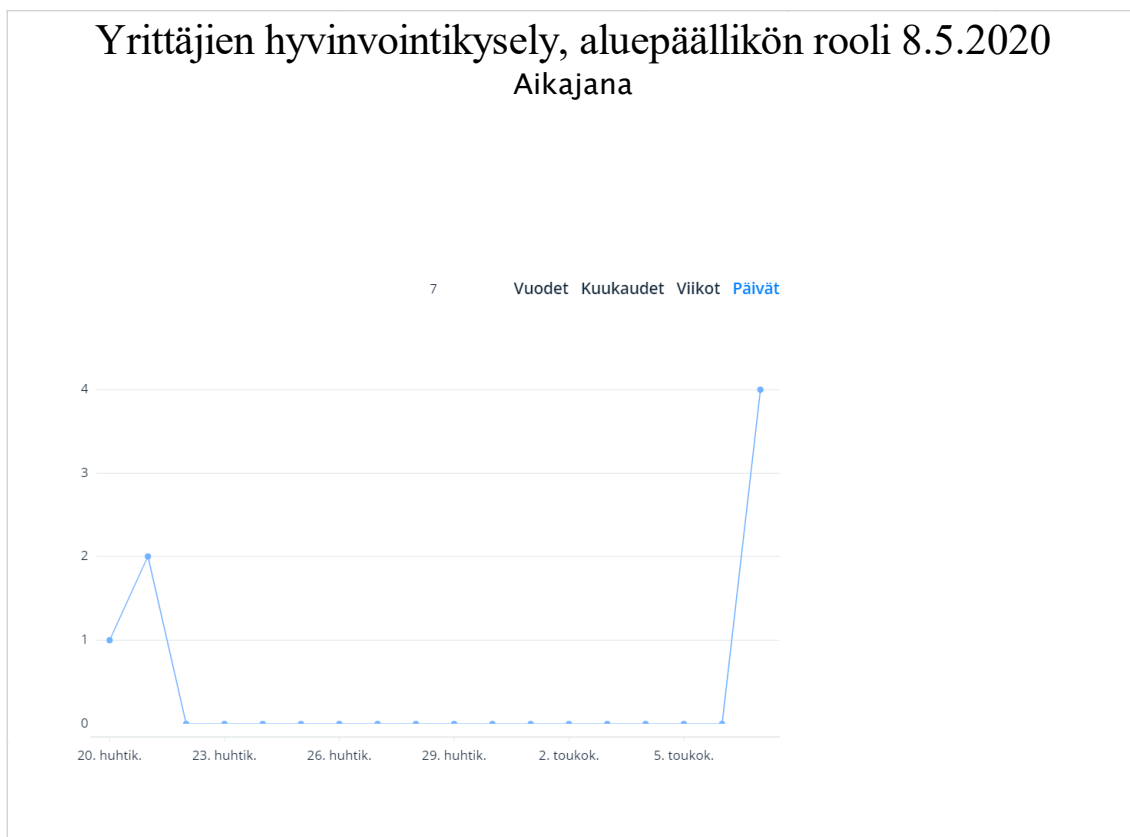 Yrittäjien hyvinvointikysely, aluepäällikön rooli 8.5.2020
Aikajana
7 Vuodet Kuukaudet Viikot Päivät
4
3
2
1
0
20. huhtik. 23. huhtik. 26. huhtik. 29. huhtik. 2. toukok. 5. toukok.